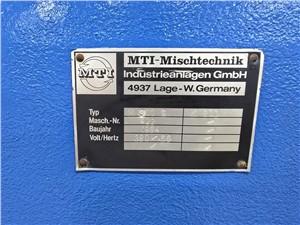 MTI
MTI-Mischtechnik
Industrieanlagen GmbH
4937 Lage-W.Germany
Typ
Masch.-Nr.
Baujahr
Volt/Hertz